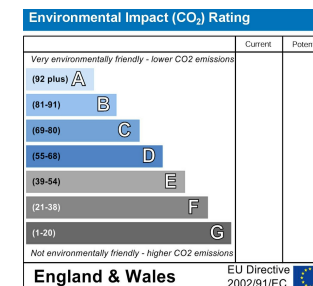 Environmental Impact (CO₂) Rating
Current
Very environmentally friendly - lower CO2 emissions
(92 plus) A
(81-91) B
(69-80) C
(55-68) D
(39-54) E
(21-38) F
(1-20) G
Not environmentally friendly - higher CO2 emissions
England & Wales
EU Directive
2002/91/EC